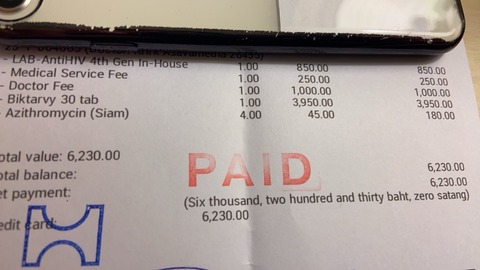 - LAB-AntiHIV 4th Gen In-House 1.00 850.00 850.00
- Medical Service Fee 1.00 250.00 250.00
- Doctor Fee 1.00 1,000.00 1,000.00
- Biktarvy 30 tab 1.00 3,950.00 3,950.00
- Azithromycin (Siam) 4.00 45.00 180.00
otal value: 6,230.00 6,230.00
otal balance: 6,230.00
et payment: (Six thousand, two hundred and thirty baht, zero satang)
edit card: 6,230.00
PAID